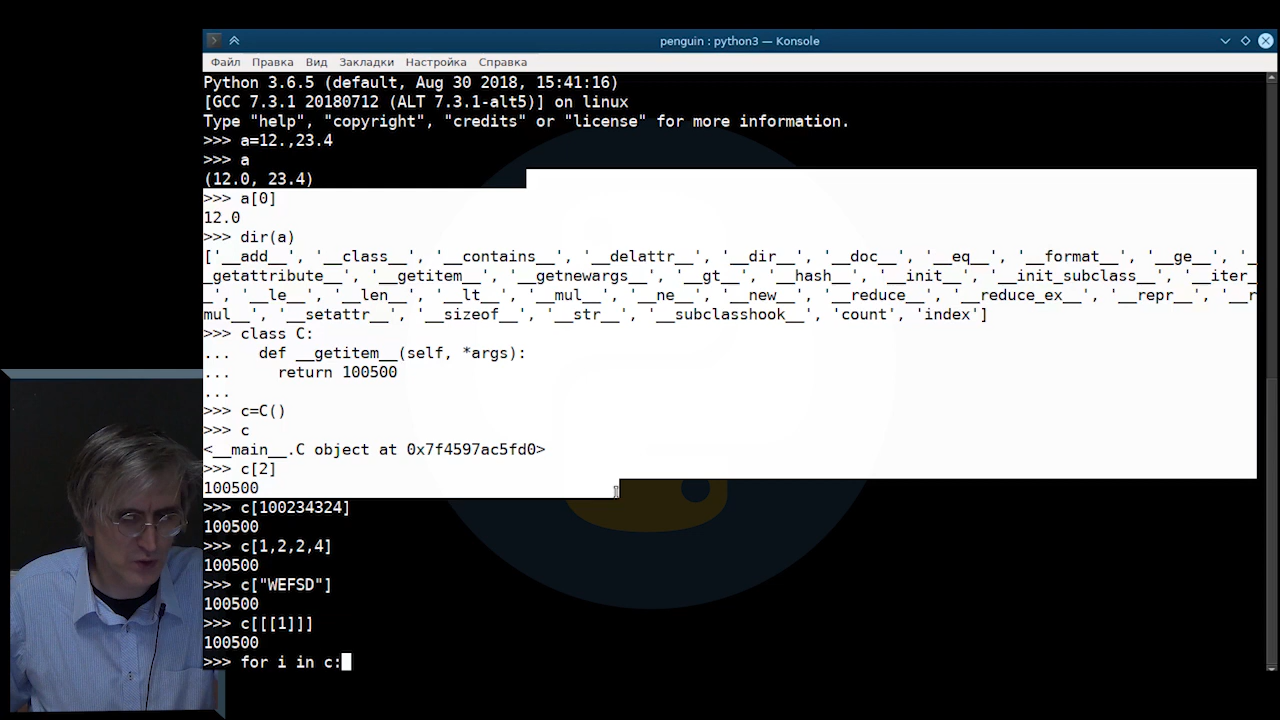 penguin : python3 — Konsole
Файл Правка Вид Закладки Настройка Справка
Python 3.6.5 (default, Aug 30 2018, 15:41:16)
[GCC 7.3.1 20180712 (ALT 7.3.1-alt5)] on linux
Type "help", "copyright", "credits" or "license" for more information.
>>> a=12.,23.4
>>> a
(12.0, 23.4)
>>> a[0]
12.0
>>> dir(a)
['__add__', '__class__', '__contains__', '__delattr__', '__dir__', '__doc__', '__eq__', '__format__', '__ge__', '_
_getattribute__', '__getitem__', '__getnewargs__', '__gt__', '__hash__', '__init__', '__init_subclass__', '__iter_
_', '__le__', '__len__', '__lt__', '__mul__', '__ne__', '__new__', '__reduce__', '__reduce_ex__', '__repr__', '__r
mul__', '__setattr__', '__sizeof__', '__str__', '__subclasshook__', 'count', 'index']
>>> class C:
...   def __getitem__(self, *args):
...     return 100500
...
>>> c=C()
>>> c
<__main__.C object at 0x7f4597ac5fd0>
>>> c[2]
100500
>>> c[100234324]
100500
>>> c[1,2,2,4]
100500
>>> c["WEFSD"]
100500
>>> c[[[1]]]
100500
>>> for i in c: